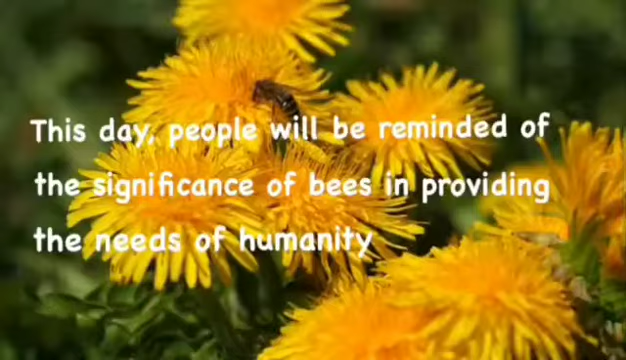 This day, people will be reminded of
the significance of bees in providing
the needs of humanity